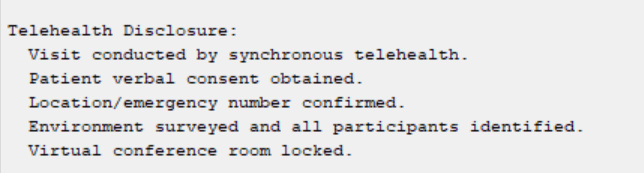 Telehealth Disclosure:
Visit conducted by synchronous telehealth.
Patient verbal consent obtained.
Location/emergency number confirmed.
Environment surveyed and all participants identified.
Virtual conference room locked.